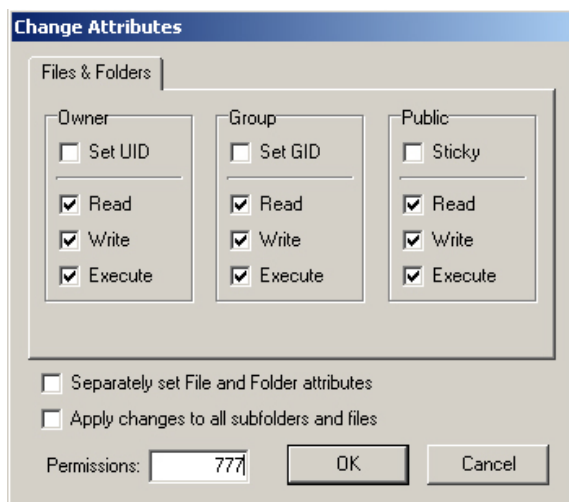 Change Attributes
Files & Folders
Owner Group Public
Set UID Set GID Sticky
Read Read Read
Write Write Write
Execute Execute Execute
Separately set File and Folder attributes
Apply changes to all subfolders and files
Permissions: 777 OK Cancel